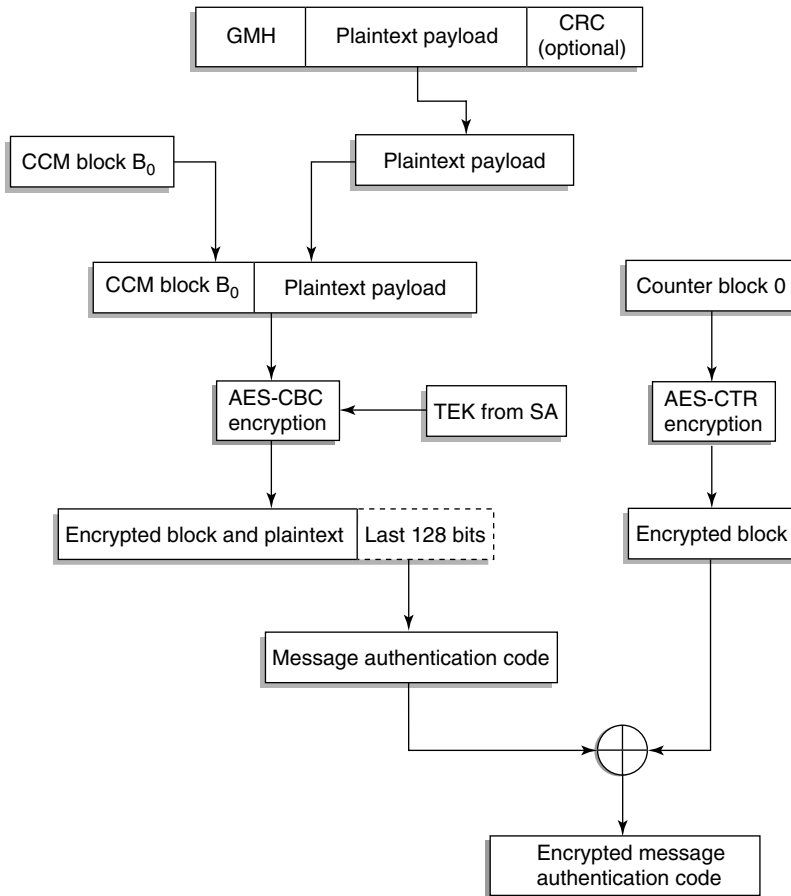 GMH
Plaintext payload
CRC
(optional)
CCM block B₀
Plaintext payload
CCM block B₀
Plaintext payload
Counter block 0
AES-CBC
encryption
TEK from SA
AES-CTR
encryption
Encrypted block and plaintext
Last 128 bits
Encrypted block
Message authentication code
Encrypted message
authentication code